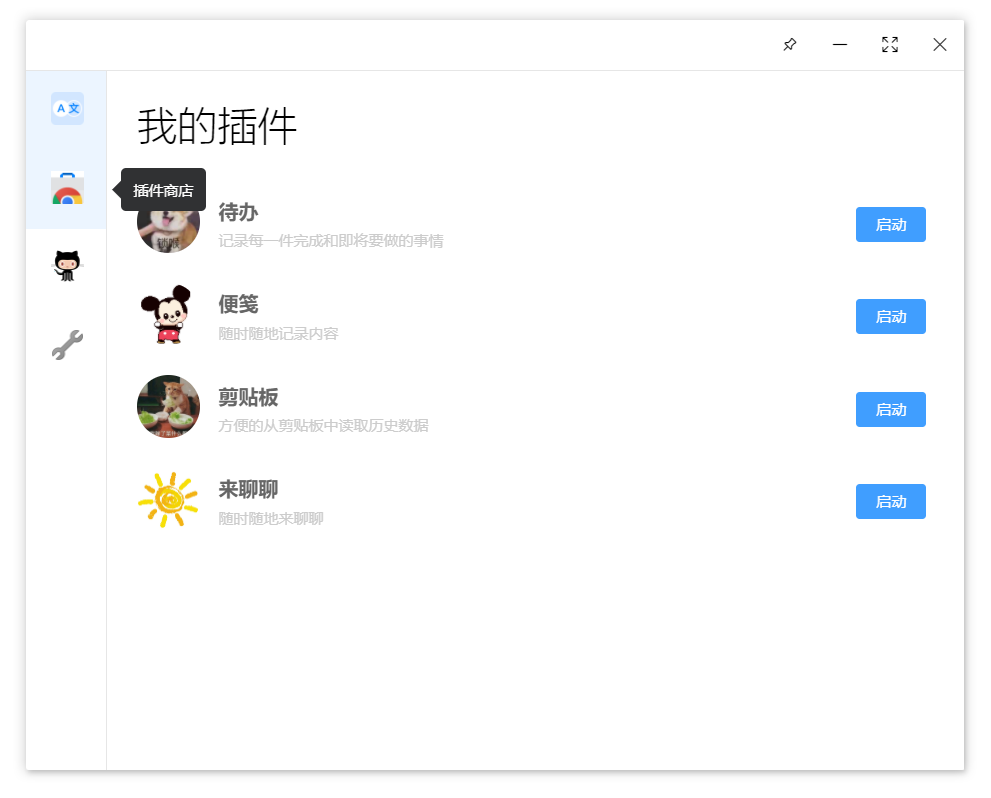 A 文
我的插件
插件商店
待办
记录每一件完成和即将要做的事情
启动
便笺
随时随地记录内容
启动
剪贴板
方便的从剪贴板中读取历史数据
启动
来聊聊
随时随地来聊聊
启动